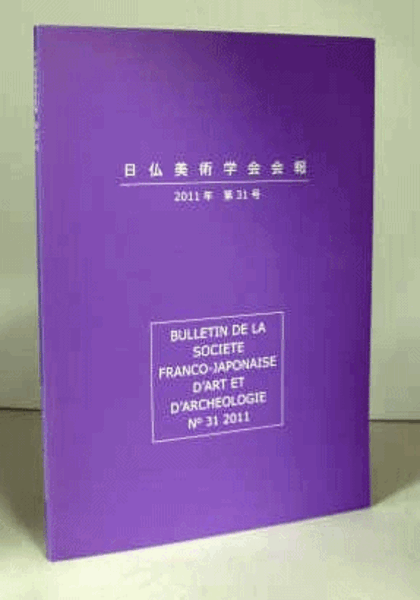 日仏美術学会会報
2011年 第31号
BULLETIN DE LA
SOCIETE
FRANCO-JAPONAISE
D'ART ET
D'ARCHEOLOGIE
N° 31 2011